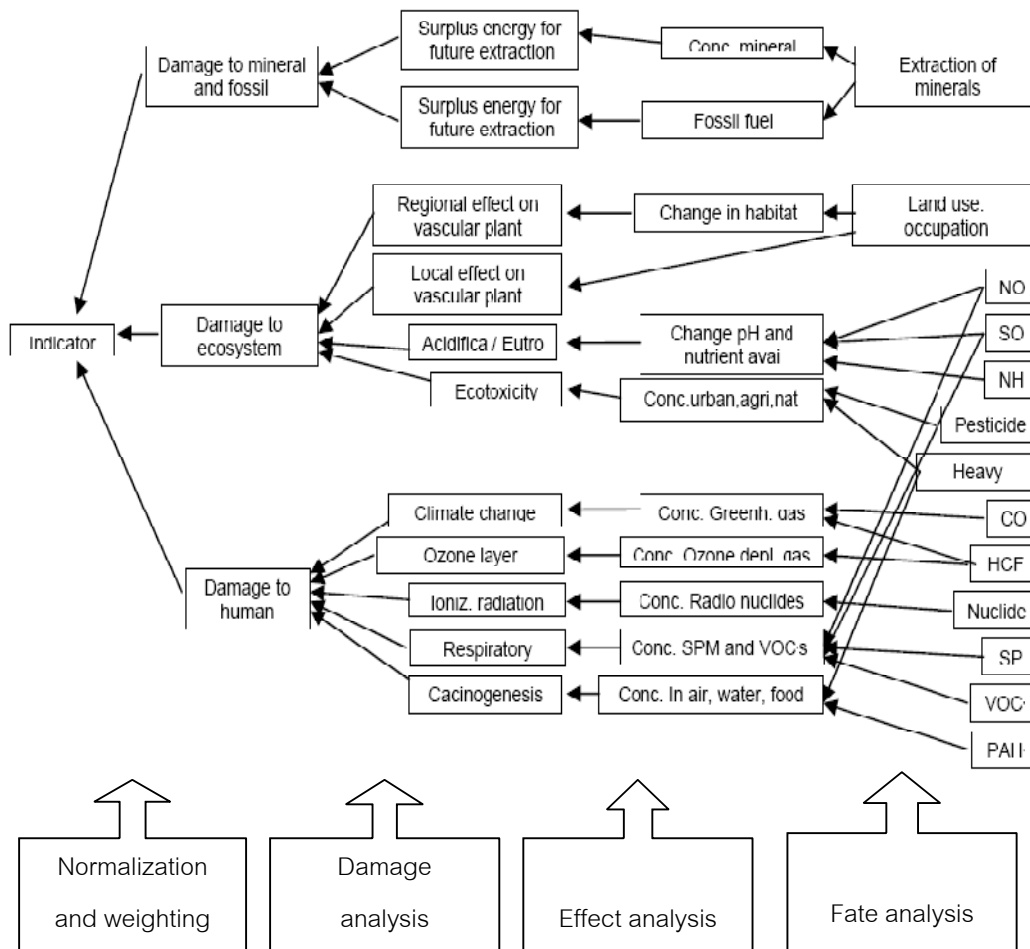 Surplus energy for
future extraction
Conc. mineral
Damage to mineral
and fossil
Extraction of
minerals
Surplus energy for
future extraction
Fossil fuel
Regional effect on
vascular plant
Change in habitat
Land use.
occupation
Local effect on
vascular plant
NO
Indicator
Damage to
ecosystem
Acidifica / Eutro
Change pH and
nutrient avai
SO
NH
Ecotoxicity
Conc.urban,agri,nat
Pesticide
Heavy
Climate change
Conc. Greenh. gas
CO
Ozone layer
Conc. Ozone depl. gas
HCF
Damage to
human
Ioniz. radiation
Conc. Radio nuclides
Nuclide
Respiratory
Conc. SPM and VOC's
SP
Cacinogenesis
Conc. In air, water, food
VOC
PAH
Normalization
and weighting
Damage
analysis
Effect analysis
Fate analysis